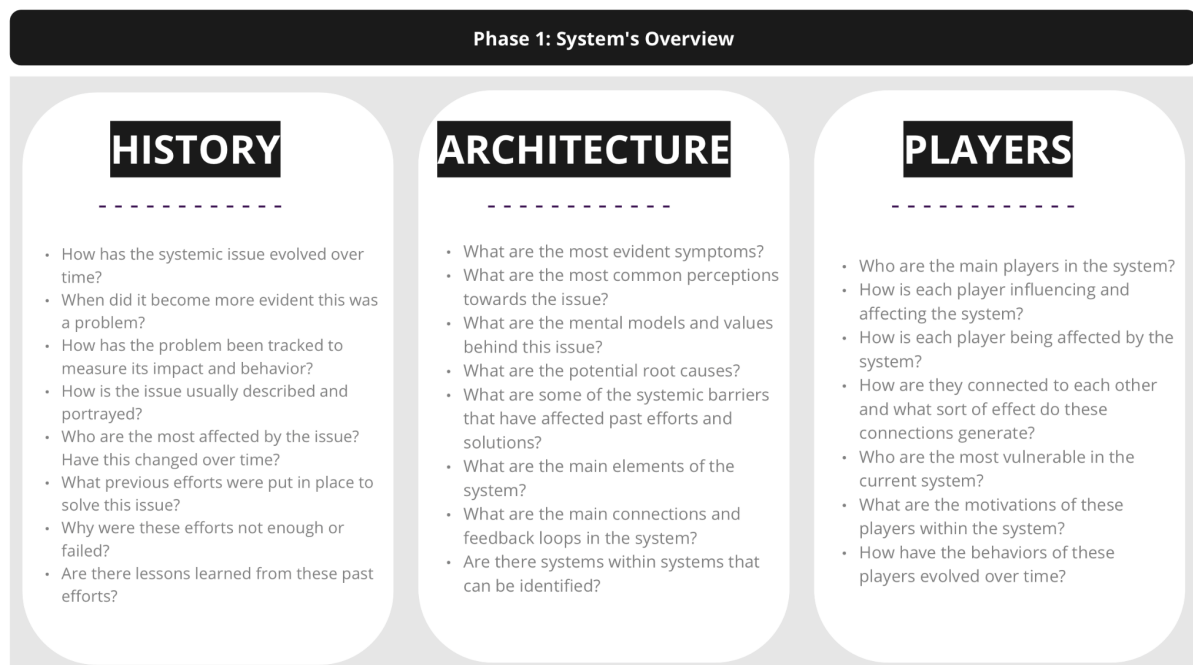 Phase 1: System's Overview
HISTORY
• How has the systemic issue evolved over
time?
• When did it become more evident this was
a problem?
• How has the problem been tracked to
measure its impact and behavior?
• How is the issue usually described and
portrayed?
• Who are the most affected by the issue?
Have this changed over time?
• What previous efforts were put in place to
solve this issue?
• Why were these efforts not enough or
failed?
• Are there lessons learned from these past
efforts?
ARCHITECTURE
• What are the most evident symptoms?
• What are the most common perceptions
towards the issue?
• What are the mental models and values
behind this issue?
• What are the potential root causes?
• What are some of the systemic barriers
that have affected past efforts and
solutions?
• What are the main elements of the
system?
• What are the main connections and
feedback loops in the system?
• Are there systems within systems that
can be identified?
PLAYERS
• Who are the main players in the system?
• How is each player influencing and
affecting the system?
• How is each player being affected by the
system?
• How are they connected to each other
and what sort of effect do these
connections generate?
• Who are the most vulnerable in the
current system?
• What are the motivations of these
players within the system?
• How have the behaviors of these
players evolved over time?